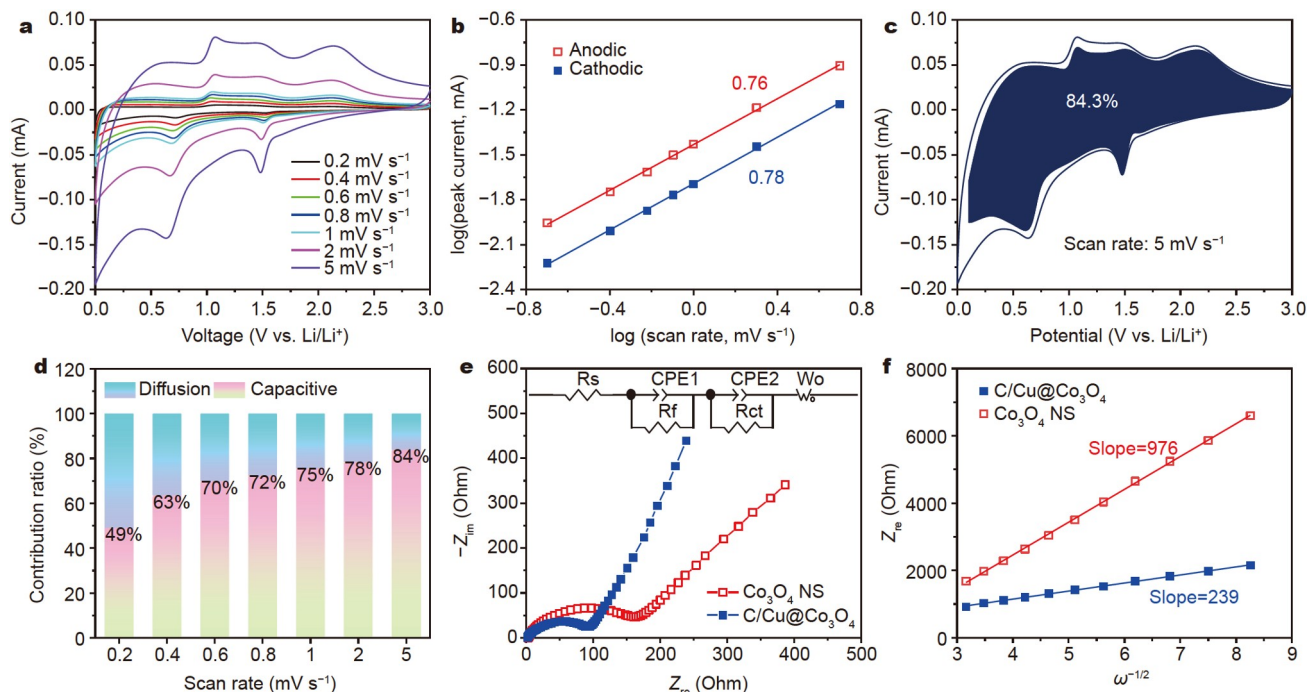 a
0.10
0.05
0.00
−0.05
−0.10
−0.15
−0.20
Current (mA)
0.2 mV s⁻¹
0.4 mV s⁻¹
0.6 mV s⁻¹
0.8 mV s⁻¹
1 mV s⁻¹
2 mV s⁻¹
5 mV s⁻¹
0.0 0.5 1.0 1.5 2.0 2.5 3.0
Voltage (V vs. Li/Li⁺)
b
−0.6
−0.9
−1.2
−1.5
−1.8
−2.1
−2.4
log(peak current, mA)
Anodic
Cathodic
0.76
0.78
−0.8 −0.4 0.0 0.4 0.8
log (scan rate, mV s⁻¹)
c
0.10
0.05
0.00
−0.05
−0.10
−0.15
−0.20
Current (mA)
84.3%
Scan rate: 5 mV s⁻¹
0.0 0.5 1.0 1.5 2.0 2.5 3.0
Potential (V vs. Li/Li⁺)
d
120
100
80
60
40
20
0
Contribution ratio (%)
Diffusion Capacitive
49% 63% 70% 72% 75% 78% 84%
0.2 0.4 0.6 0.8 1 2 5
Scan rate (mV s⁻¹)
e
600
500
400
300
200
100
0
−Zim (Ohm)
Rs CPE1 CPE2 Wo
Rf Rct
Co₃O₄ NS
C/Cu@Co₃O₄
0 100 200 300 400 500
Zre (Ohm)
f
8000
6000
4000
2000
0
Zre (Ohm)
C/Cu@Co₃O₄
Co₃O₄ NS
Slope=976
Slope=239
3 4 5 6 7 8 9
ω⁻¹/²